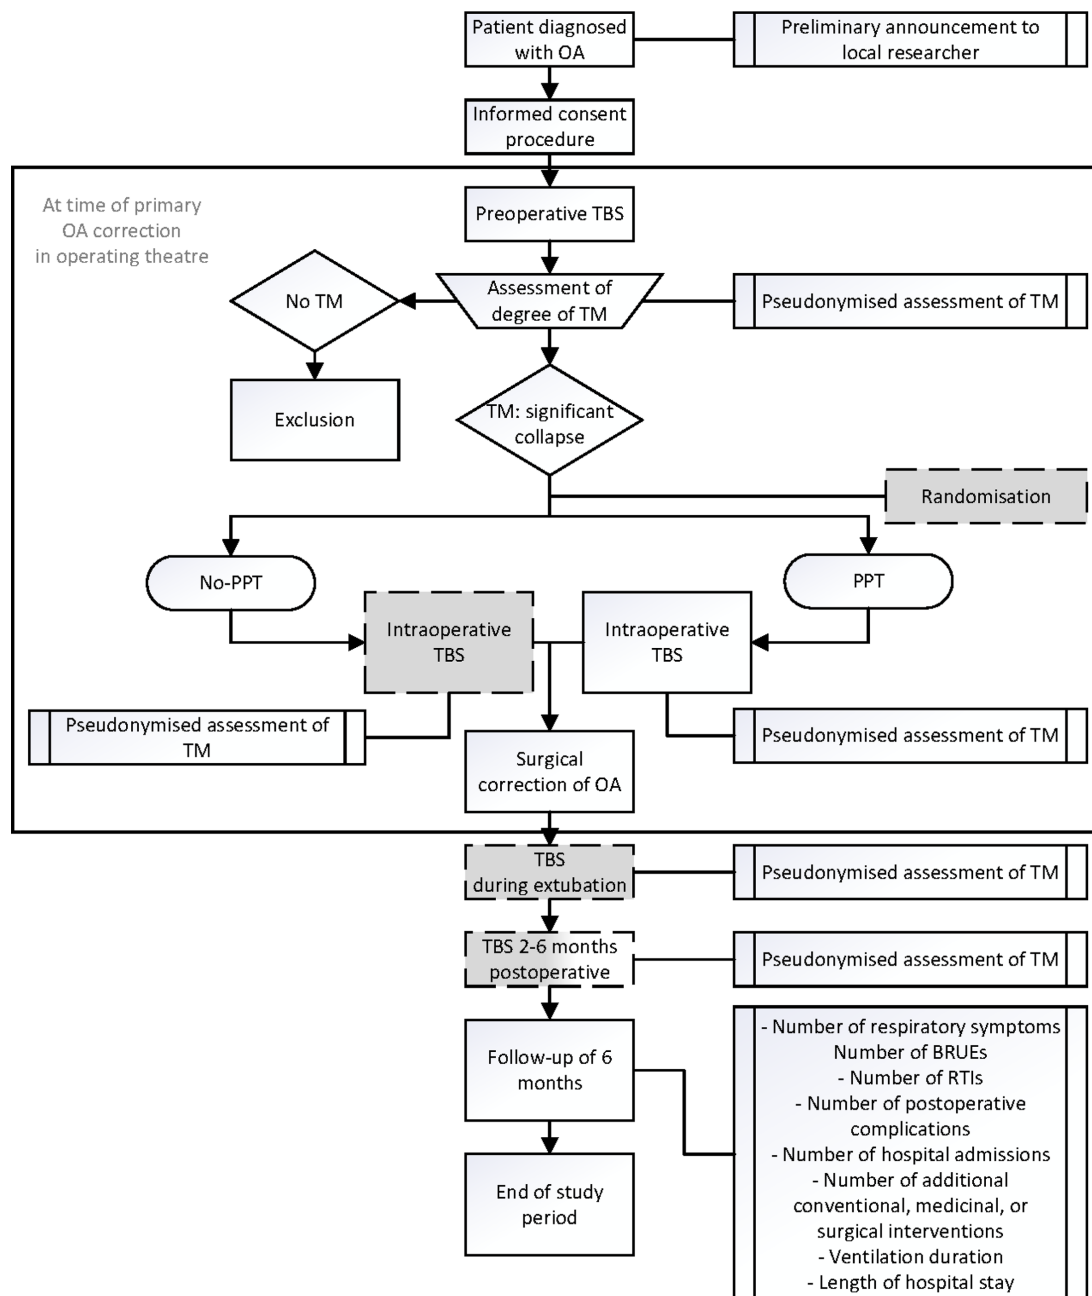 Patient diagnosed
with OA
Preliminary announcement to
local researcher
Informed consent
procedure
At time of primary
OA correction
in operating theatre
Preoperative TBS
No TM
Assessment of
degree of TM
Pseudonymised assessment of TM
Exclusion
TM: significant
collapse
Randomisation
No-PPT
PPT
Intraoperative
TBS
Intraoperative
TBS
Pseudonymised assessment of
TM
Pseudonymised assessment of TM
Surgical
correction of OA
TBS
during extubation
Pseudonymised assessment of TM
TBS 2-6 months
postoperative
Pseudonymised assessment of TM
Follow-up of 6
months
- Number of respiratory symptoms
Number of BRUEs
- Number of RTIs
- Number of postoperative
complications
- Number of hospital admissions
- Number of additional
conventional, medicinal, or
surgical interventions
- Ventilation duration
- Length of hospital stay
End of study
period